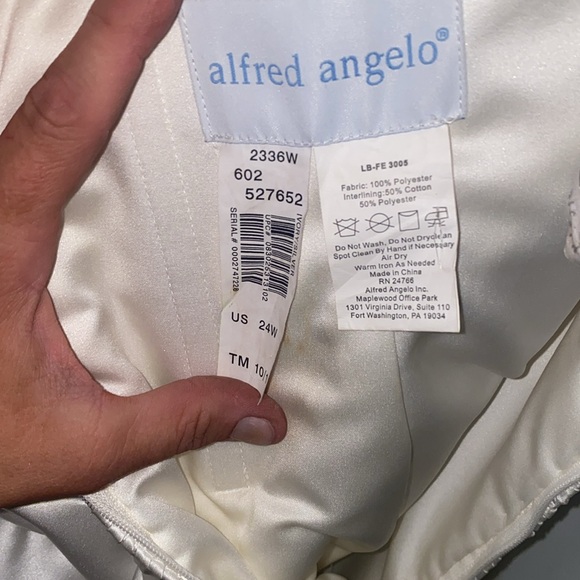 alfred angelo®
2336W
602
527652
SERIAL# 000274722
UPC#
US 24W
TM 10/
LB-FE 3005
Fabric: 100% Polyester
Interlining:50% Cotton
50% Polyester
Do Not Wash, Do Not Dryclean
Spot Clean By Hand if Necessary
Air Dry
Warm Iron As Needed
Made in China
RN 24766
Alfred Angelo Inc.
Maplewood Office Park
1301 Virginia Drive, Suite 110
Fort Washington, PA 19034